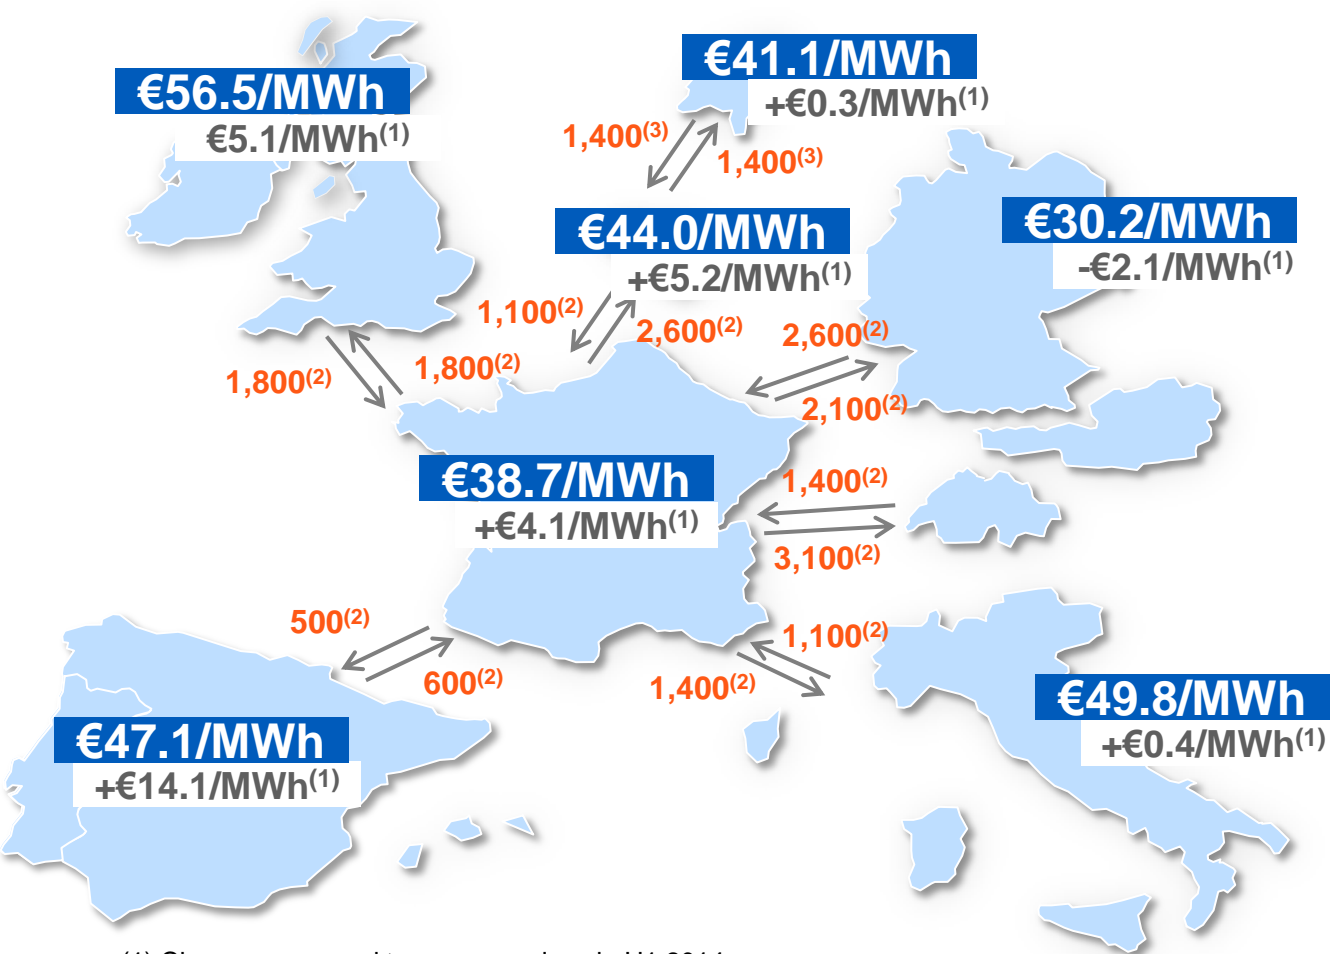 €56.5/MWh
€5.1/MWh(1)
€41.1/MWh
+€0.3/MWh(1)
1,400(3)
1,400(3)
€44.0/MWh
+€5.2/MWh(1)
€30.2/MWh
-€2.1/MWh(1)
1,100(2)
2,600(2)
2,600(2)
2,100(2)
1,800(2)
1,800(2)
€38.7/MWh
+€4.1/MWh(1)
1,400(2)
3,100(2)
500(2)
600(2)
1,100(2)
1,400(2)
€47.1/MWh
+€14.1/MWh(1)
€49.8/MWh
+€0.4/MWh(1)